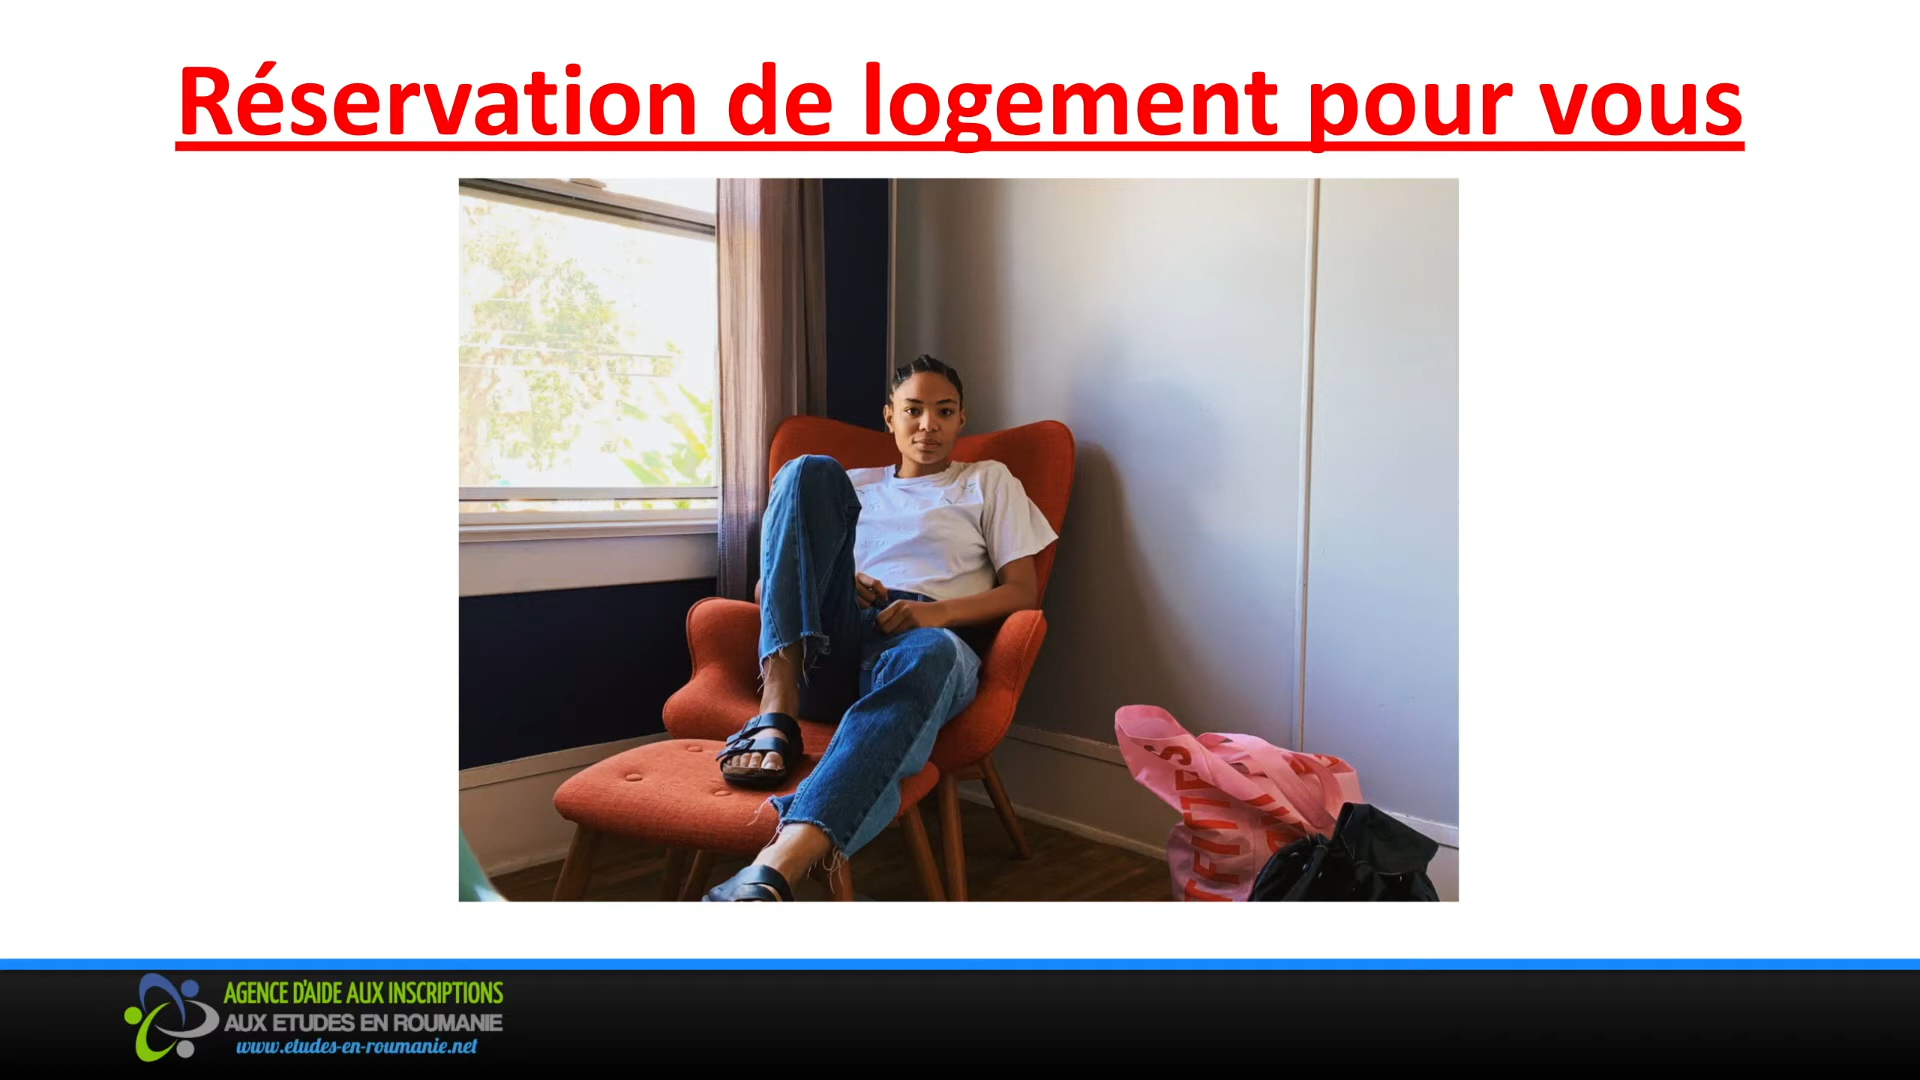 Réservation de logement pour vous
AGENCE D'AIDE AUX INSCRIPTIONS
AUX ETUDES EN ROUMANIE
www.etudes-en-roumanie.net